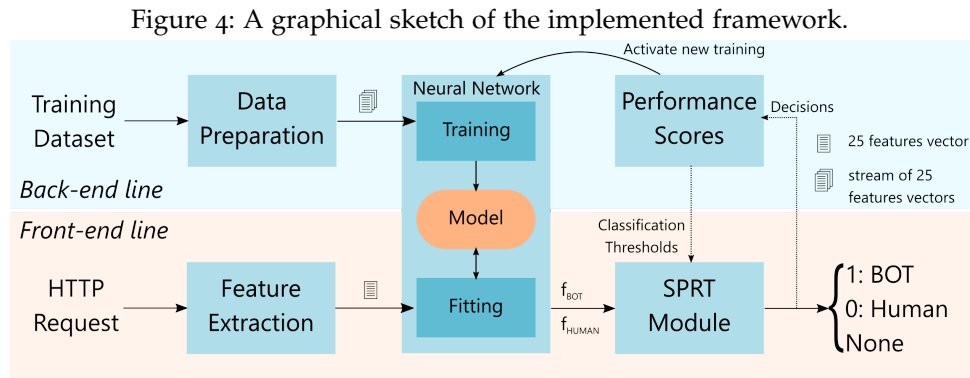 Figure 4: A graphical sketch of the implemented framework.
Activate new training
Training
Dataset
Data
Preparation
Neural Network
Training
Performance
Scores
Decisions
25 features vector
stream of 25
features vectors
Back-end line
Model
Front-end line
Classification
Thresholds
HTTP
Request
Feature
Extraction
Fitting
fBOT
fHUMAN
SPRT
Module
1: BOT
0: Human
None